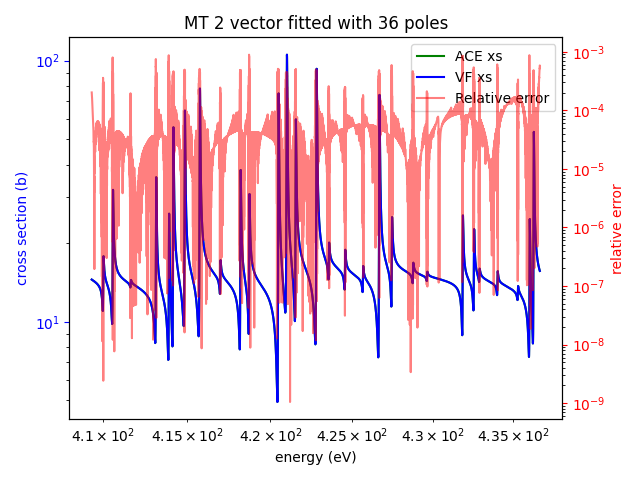 MT 2 vector fitted with 36 poles
ACE xs
VF xs
Relative error
cross section (b)
10²
10¹
relative error
10⁻³
10⁻⁴
10⁻⁵
10⁻⁶
10⁻⁷
10⁻⁸
10⁻⁹
4.1 × 10² 4.15 × 10² 4.2 × 10² 4.25 × 10² 4.3 × 10² 4.35 × 10²
energy (eV)